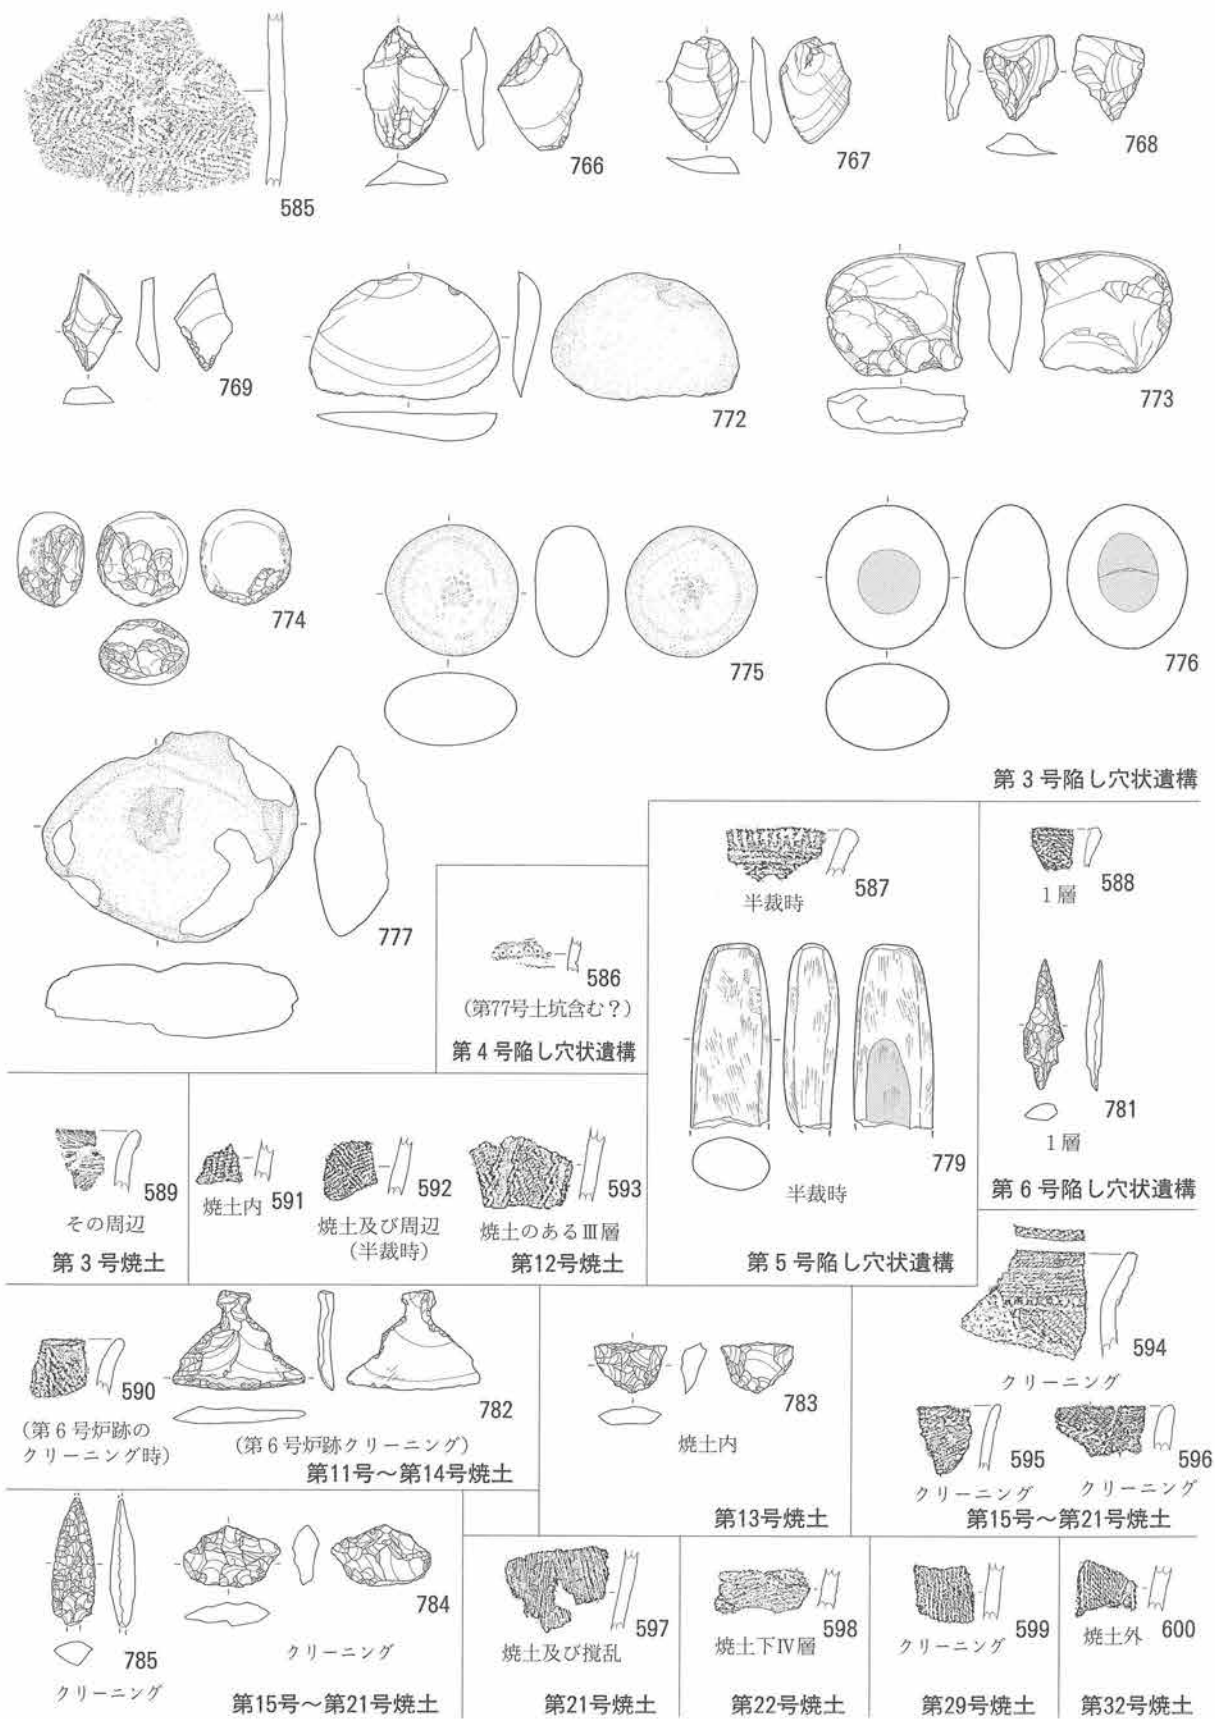 585
766
767
768
769
772
773
774
775
776
第3号陥し穴状遺構
777
586
(第77号土坑含む?)
第4号陥し穴状遺構
587
半裁時
779
半裁時
第5号陥し穴状遺構
588
1層
781
1層
第6号陥し穴状遺構
589
その周辺
第3号焼土
591
焼土内
592
焼土及び周辺
(半裁時)
593
焼土のあるⅢ層
第12号焼土
590
(第6号炉跡の
クリーニング時)
782
(第6号炉跡クリーニング)
第11号～第14号焼土
783
焼土内
第13号焼土
594
クリーニング
595
クリーニング
596
クリーニング
第15号～第21号焼土
785
クリーニング
784
クリーニング
第15号～第21号焼土
597
焼土及び撹乱
第21号焼土
598
焼土下Ⅳ層
第22号焼土
599
クリーニング
第29号焼土
600
焼土外
第32号焼土